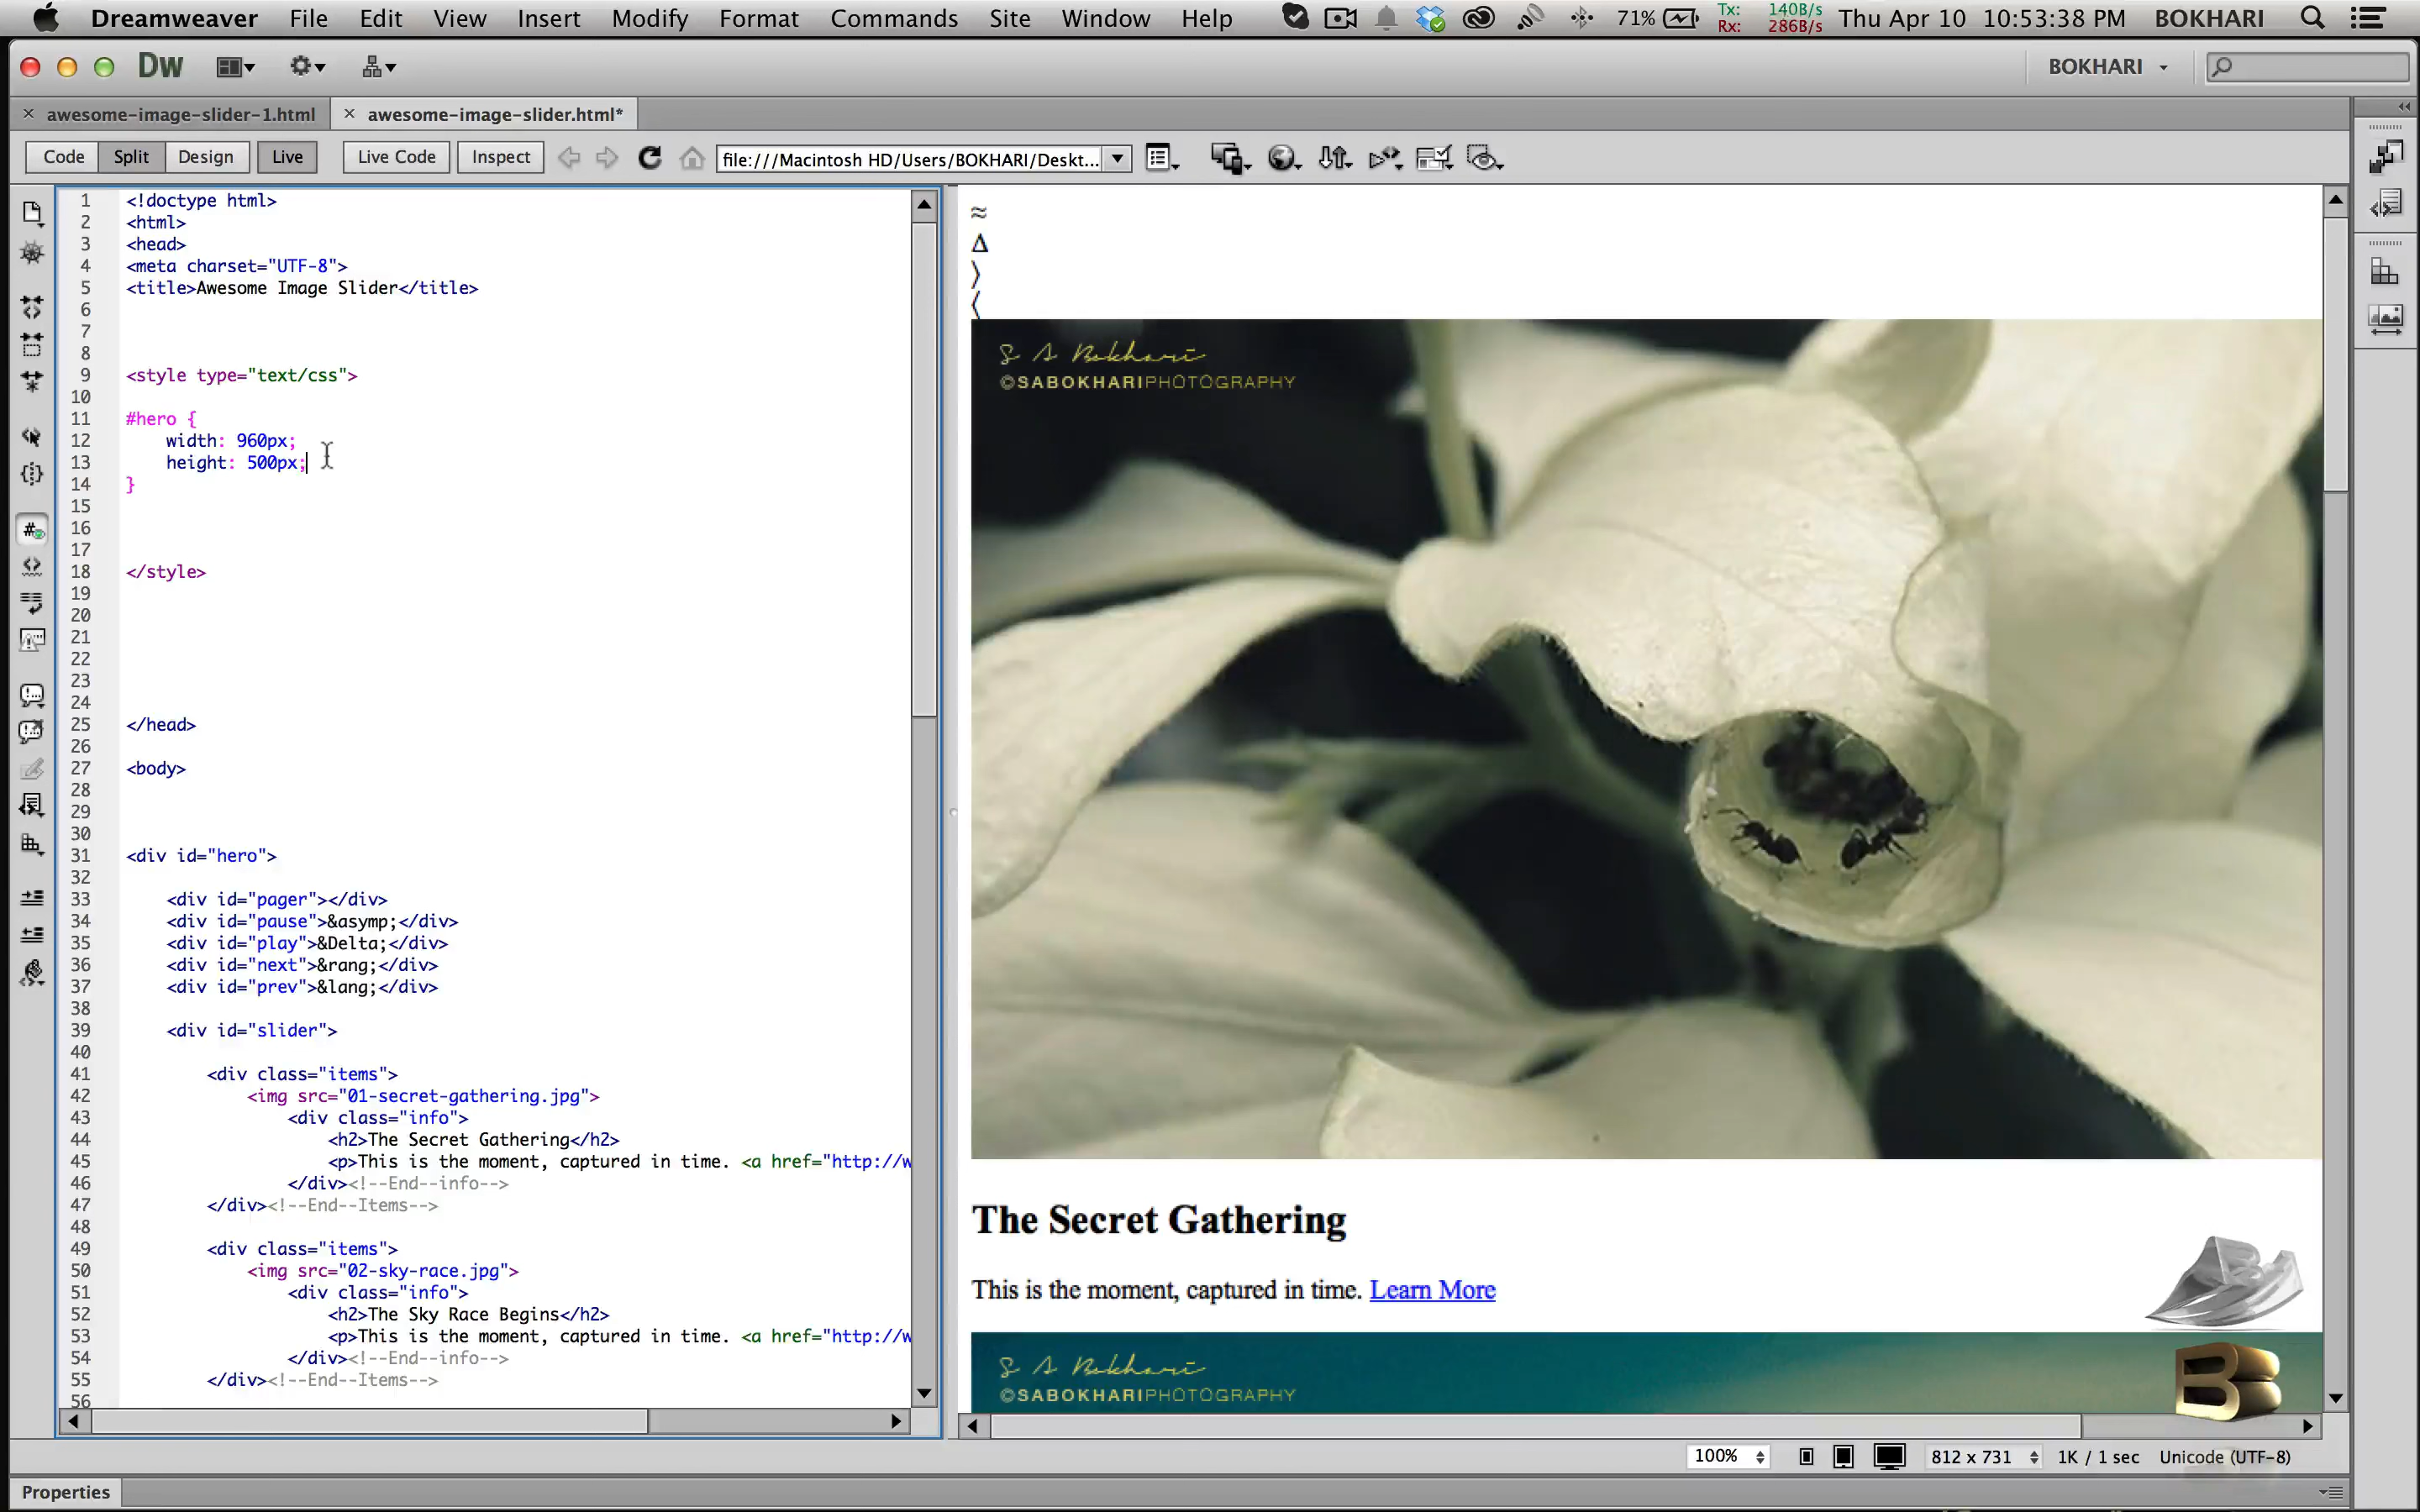 Dreamweaver File Edit View Insert Modify Format Commands Site Window Help 71% Tx: 140B/s Rx: 286B/s Thu Apr 10 10:53:38 PM BOKHARI
Dw BOKHARI
awesome-image-slider-1.html awesome-image-slider.html*
Code Split Design Live Live Code Inspect file:///Macintosh HD/Users/BOKHARI/Deskt...
1 <!doctype html>
2 <html>
3 <head>
4 <meta charset="UTF-8">
5 <title>Awesome Image Slider</title>
6
7
8
9 <style type="text/css">
10
11 #hero {
12 width: 960px;
13 height: 500px;
14 }
15
16
17
18 </style>
19
20
21
22
23
24
25 </head>
26
27 <body>
28
29
30
31 <div id="hero">
32
33 <div id="pager"></div>
34 <div id="pause">&asymp;</div>
35 <div id="play">&Delta;</div>
36 <div id="next">&rang;</div>
37 <div id="prev">&lang;</div>
38
39 <div id="slider">
40
41 <div class="items">
42 <img src="01-secret-gathering.jpg">
43 <div class="info">
44 <h2>The Secret Gathering</h2>
45 <p>This is the moment, captured in time. <a href="http://w
46 </div><!--End--info-->
47 </div><!--End--Items-->
48
49 <div class="items">
50 <img src="02-sky-race.jpg">
51 <div class="info">
52 <h2>The Sky Race Begins</h2>
53 <p>This is the moment, captured in time. <a href="http://w
54 </div><!--End--info-->
55 </div><!--End--Items-->
56
≈
Δ
⟩
⟨
S A Bokhari
©SABOKHARIPHOTOGRAPHY
The Secret Gathering
This is the moment, captured in time. Learn More
S A Bokhari
©SABOKHARIPHOTOGRAPHY
B
100% 812 x 731 1K / 1 sec Unicode (UTF-8)
Properties